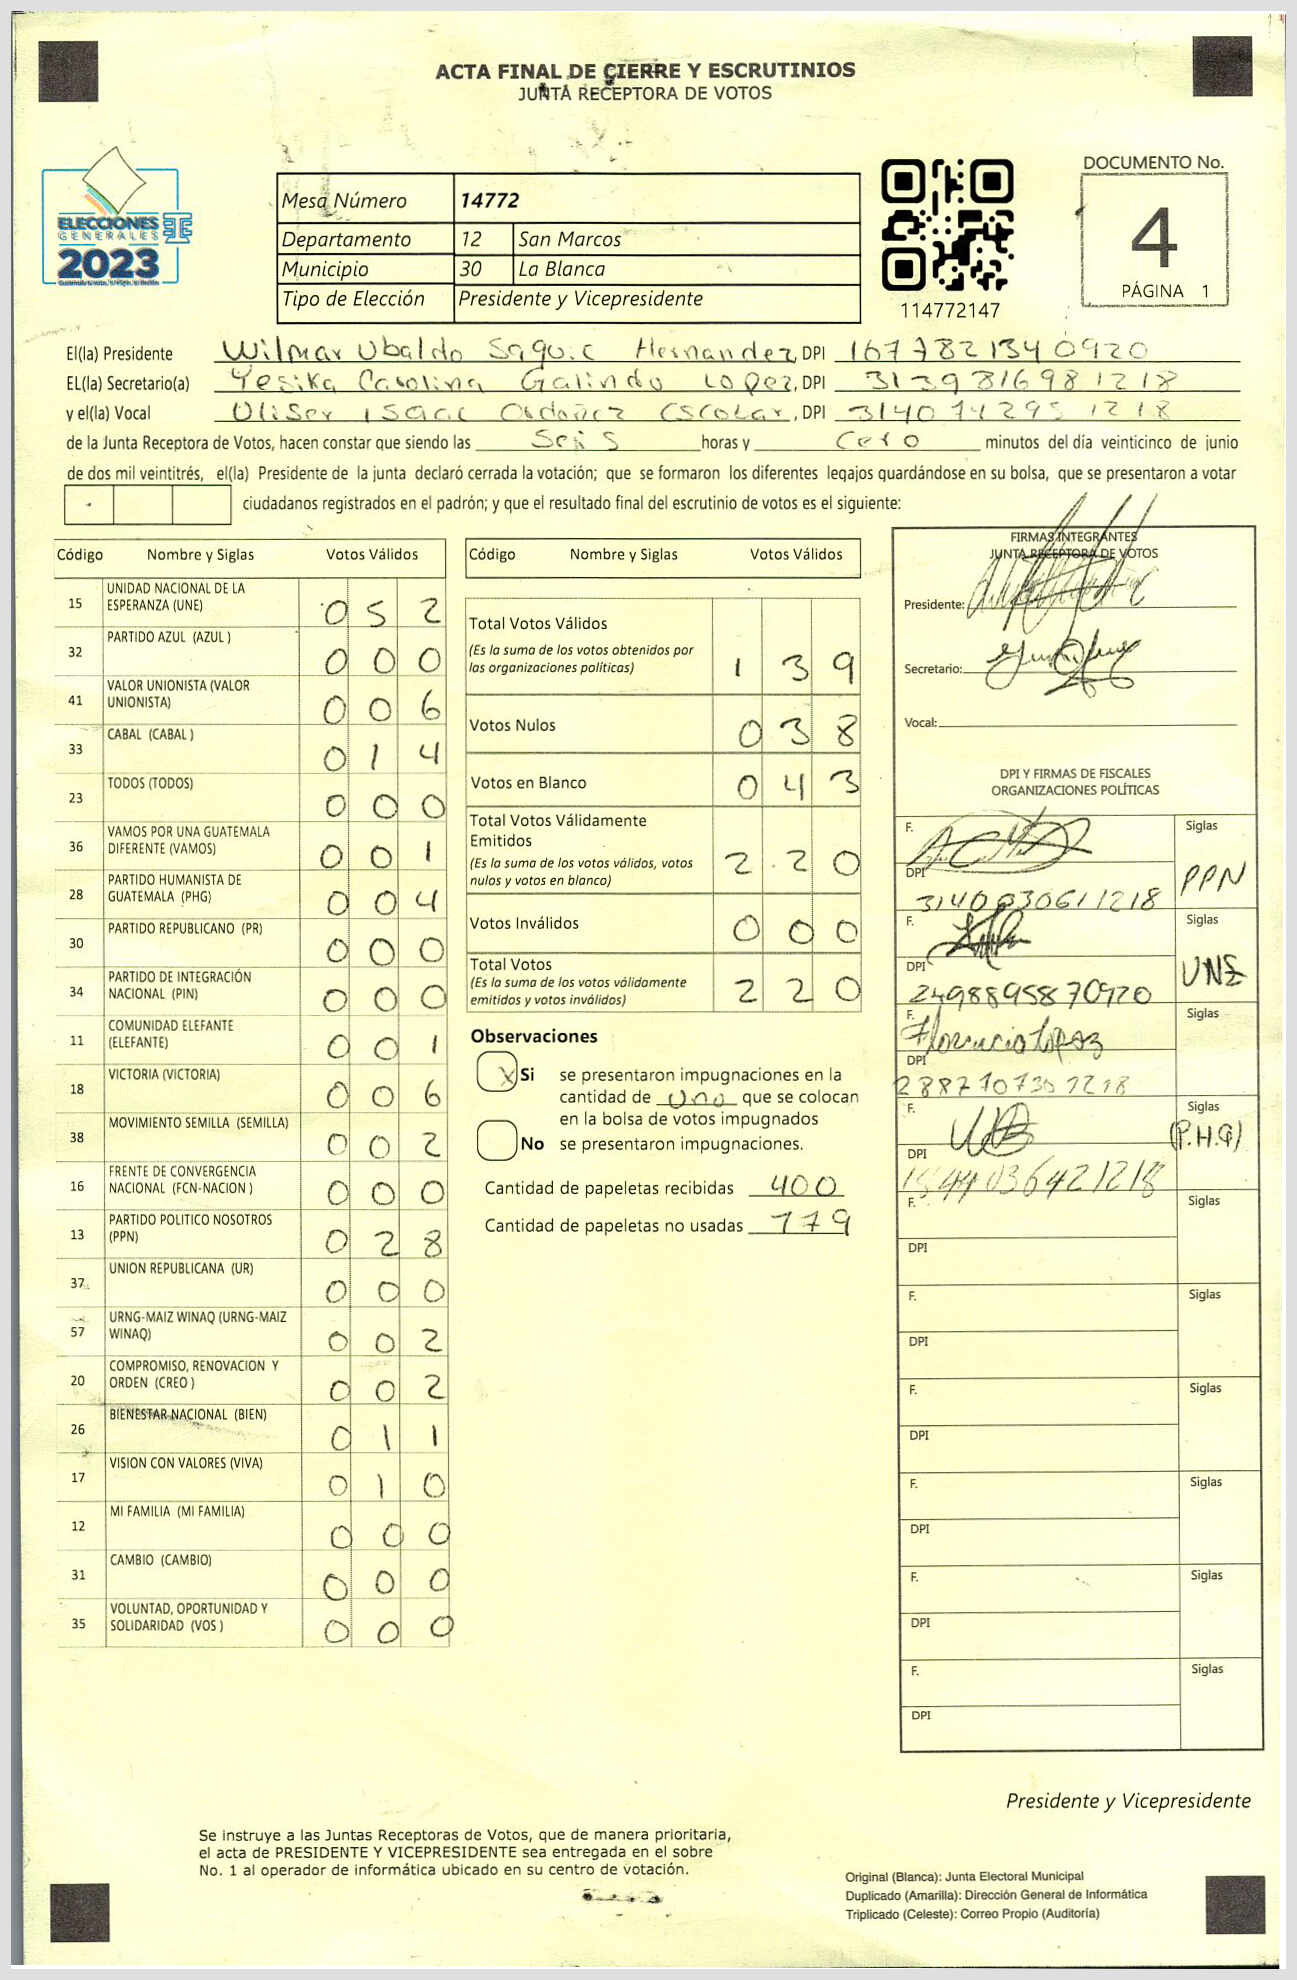 ACTA FINAL DE CIERRE Y ESCRUTINIOS
JUNTA RECEPTORA DE VOTOS
ELECCIONES
GENERALES
2023
Mesa Número 14772
Departamento 12 San Marcos
Municipio 30 La Blanca
Tipo de Elección Presidente y Vicepresidente
114772147
DOCUMENTO No.
4
PÁGINA 1
El(la) Presidente Wilmar Ubaldo Saquic Hernandez, DPI 1677821340920
EL(la) Secretario(a) Yesika Carolina Galindo Lopez, DPI 3139816981218
y el(la) Vocal Oliser Isaac Ordoñez Escobar, DPI 3140742951218
de la Junta Receptora de Votos, hacen constar que siendo las Seis horas y Cero minutos del día veinticinco de junio
de dos mil veintitrés, el(la) Presidente de la junta declaró cerrada la votación; que se formaron los diferentes legajos guardándose en su bolsa, que se presentaron a votar
ciudadanos registrados en el padrón; y que el resultado final del escrutinio de votos es el siguiente:
Código Nombre y Siglas Votos Válidos
15 UNIDAD NACIONAL DE LA ESPERANZA (UNE) 0 5 2
32 PARTIDO AZUL (AZUL ) 0 0 0
41 VALOR UNIONISTA (VALOR UNIONISTA) 0 0 6
33 CABAL (CABAL ) 0 1 4
23 TODOS (TODOS) 0 0 0
36 VAMOS POR UNA GUATEMALA DIFERENTE (VAMOS) 0 0 1
28 PARTIDO HUMANISTA DE GUATEMALA (PHG) 0 0 4
30 PARTIDO REPUBLICANO (PR) 0 0 0
34 PARTIDO DE INTEGRACIÓN NACIONAL (PIN) 0 0 0
11 COMUNIDAD ELEFANTE (ELEFANTE) 0 0 1
18 VICTORIA (VICTORIA) 0 0 6
38 MOVIMIENTO SEMILLA (SEMILLA) 0 0 2
16 FRENTE DE CONVERGENCIA NACIONAL (FCN-NACION ) 0 0 0
13 PARTIDO POLITICO NOSOTROS (PPN) 0 2 8
37 UNION REPUBLICANA (UR) 0 0 0
57 URNG-MAIZ WINAQ (URNG-MAIZ WINAQ) 0 0 2
20 COMPROMISO, RENOVACION Y ORDEN (CREO ) 0 0 2
26 BIENESTAR NACIONAL (BIEN) 0 1 1
17 VISION CON VALORES (VIVA) 0 1 0
12 MI FAMILIA (MI FAMILIA) 0 0 0
31 CAMBIO (CAMBIO) 0 0 0
35 VOLUNTAD, OPORTUNIDAD Y SOLIDARIDAD (VOS ) 0 0 0
Código Nombre y Siglas Votos Válidos
Total Votos Válidos
(Es la suma de los votos obtenidos por
las organizaciones políticas) 1 3 9
Votos Nulos 0 3 8
Votos en Blanco 0 4 3
Total Votos Válidamente
Emitidos
(Es la suma de los votos válidos, votos
nulos y votos en blanco) 2 2 0
Votos Inválidos 0 0 0
Total Votos
(Es la suma de los votos válidamente
emitidos y votos inválidos) 2 2 0
Observaciones
X Si se presentaron impugnaciones en la
cantidad de uno que se colocan
en la bolsa de votos impugnados
No se presentaron impugnaciones.
Cantidad de papeletas recibidas 400
Cantidad de papeletas no usadas 179
FIRMAS INTEGRANTES
JUNTA RECEPTORA DE VOTOS
Presidente:
Secretario:
Vocal:
DPI Y FIRMAS DE FISCALES
ORGANIZACIONES POLÍTICAS
F. Siglas
PPN
DPI
3140830611218
F. Siglas
UNE
DPI
2498895870920
F. Siglas
Florencio Lopez
DPI
2887107301218
F. Siglas
(P.H.G)
DPI
1844036421218
F. Siglas
DPI
F. Siglas
DPI
F. Siglas
DPI
F. Siglas
DPI
F. Siglas
DPI
F. Siglas
DPI
Presidente y Vicepresidente
Se instruye a las Juntas Receptoras de Votos, que de manera prioritaria,
el acta de PRESIDENTE Y VICEPRESIDENTE sea entregada en el sobre
No. 1 al operador de informática ubicado en su centro de votación.
Original (Blanca): Junta Electoral Municipal
Duplicado (Amarilla): Dirección General de Informática
Triplicado (Celeste): Correo Propio (Auditoría)